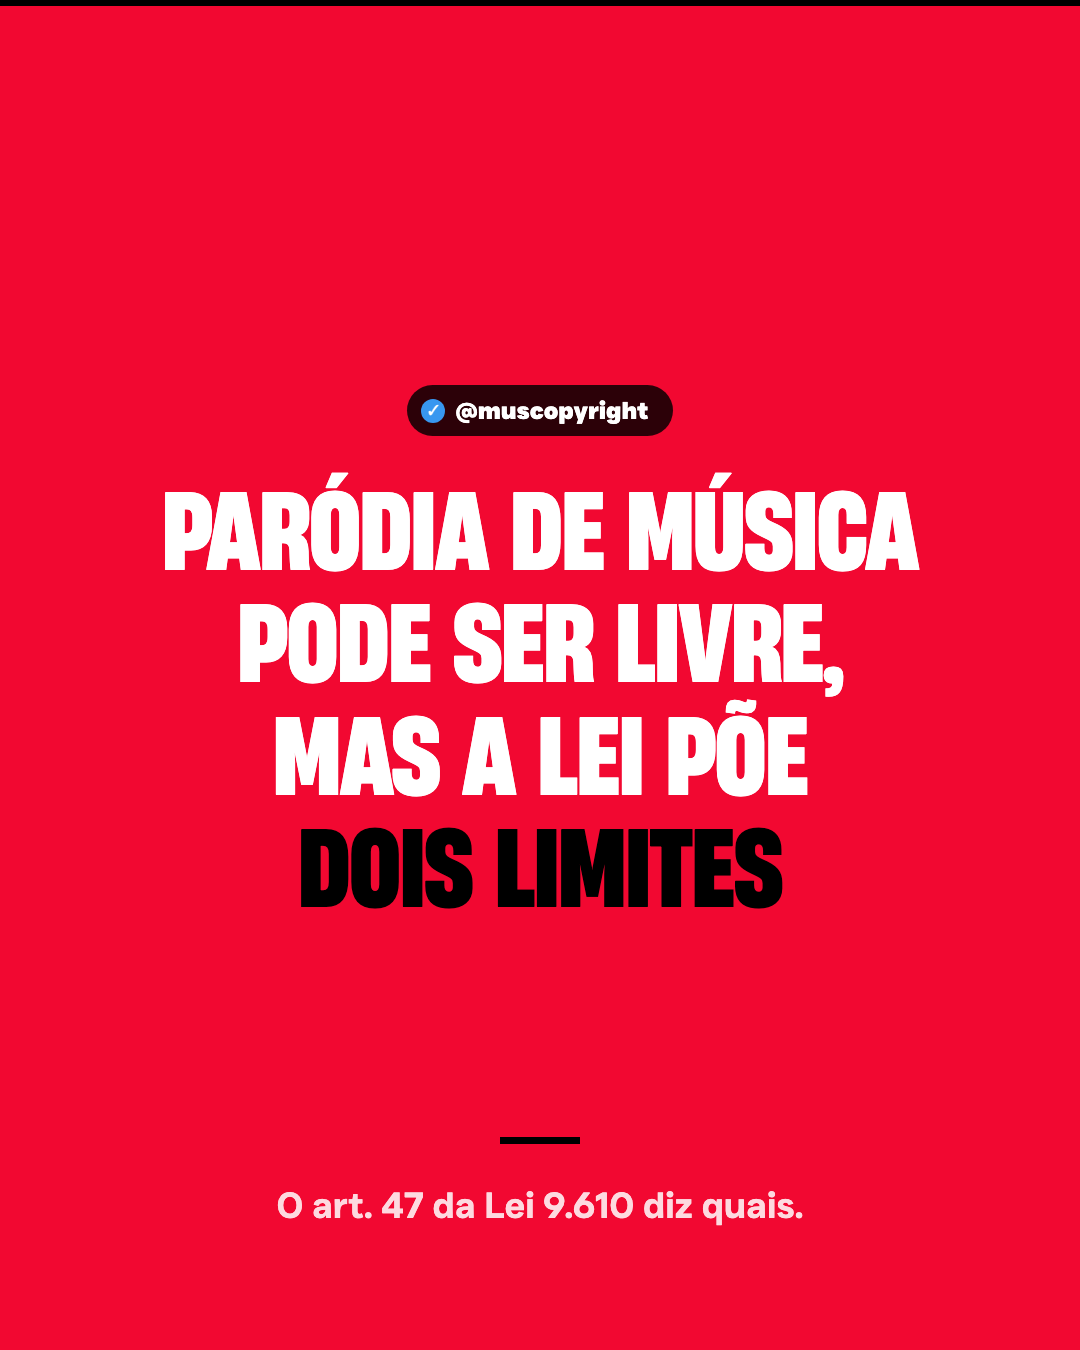 @muscopyright
PARÓDIA DE MÚSICA
PODE SER LIVRE,
MAS A LEI PÕE
DOIS LIMITES
O art. 47 da Lei 9.610 diz quais.